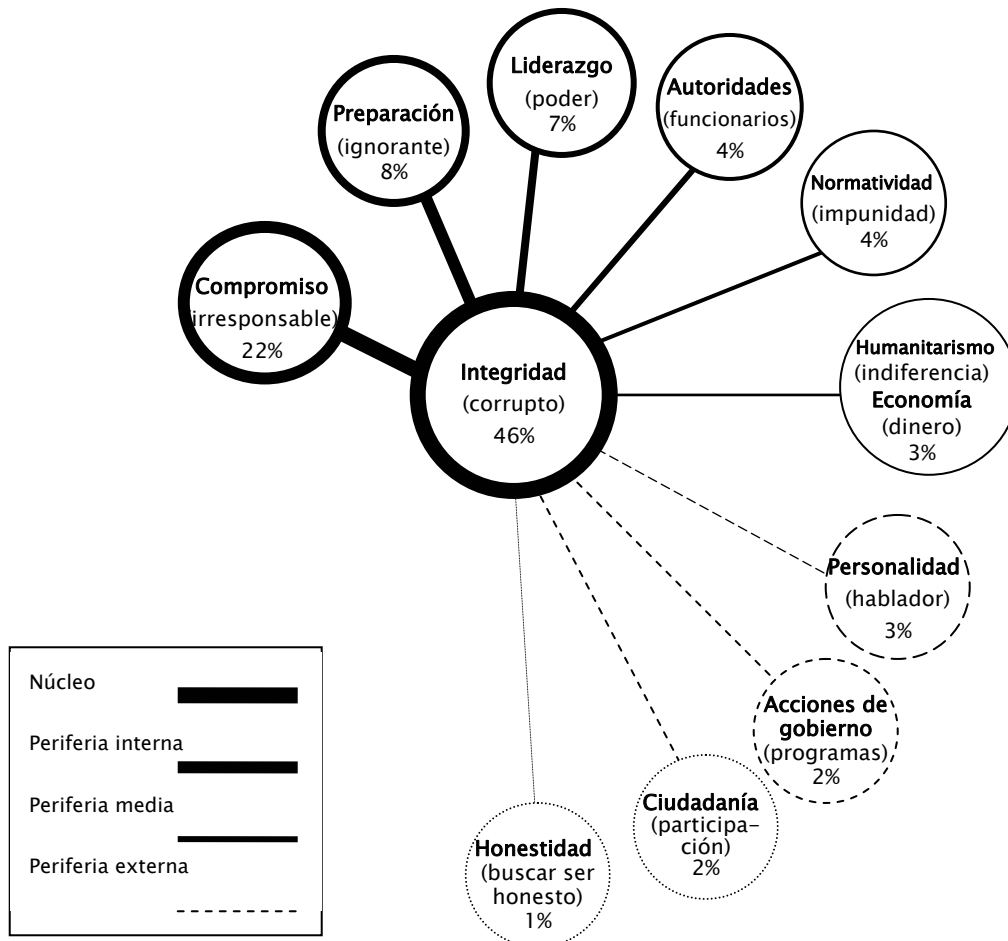 Liderazgo
(poder)
7%
Preparación
(ignorante)
8%
Autoridades
(funcionarios)
4%
Normatividad
(impunidad)
4%
Compromiso
(irresponsable)
22%
Integridad
(corrupto)
46%
Humanitarismo
(indiferencia)
Economía
(dinero)
3%
Personalidad
(hablador)
3%
Acciones de
gobierno
(programas)
2%
Ciudadanía
(participa-
ción)
2%
Honestidad
(buscar ser
honesto)
1%
Núcleo
Periferia interna
Periferia media
Periferia externa